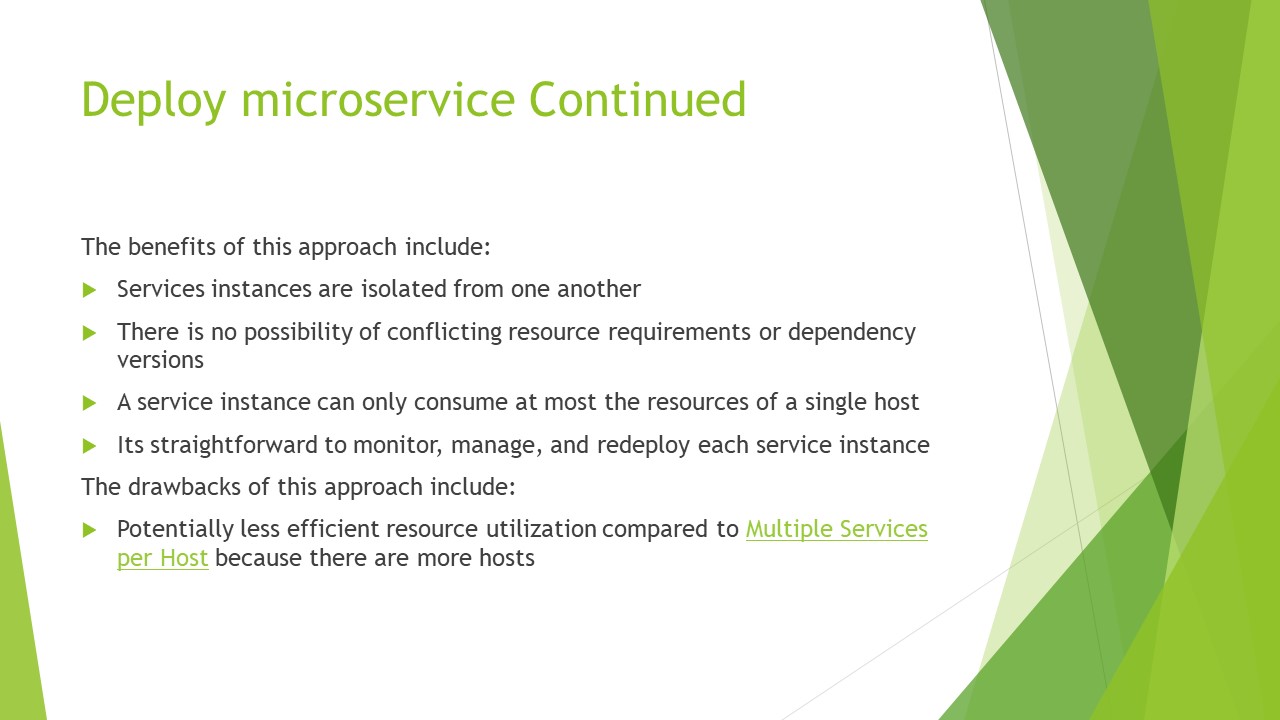 Deploy microservice Continued
The benefits of this approach include:
Services instances are isolated from one another
There is no possibility of conflicting resource requirements or dependency
versions
A service instance can only consume at most the resources of a single host
Its straightforward to monitor, manage, and redeploy each service instance
The drawbacks of this approach include:
Potentially less efficient resource utilization compared to Multiple Services
per Host because there are more hosts